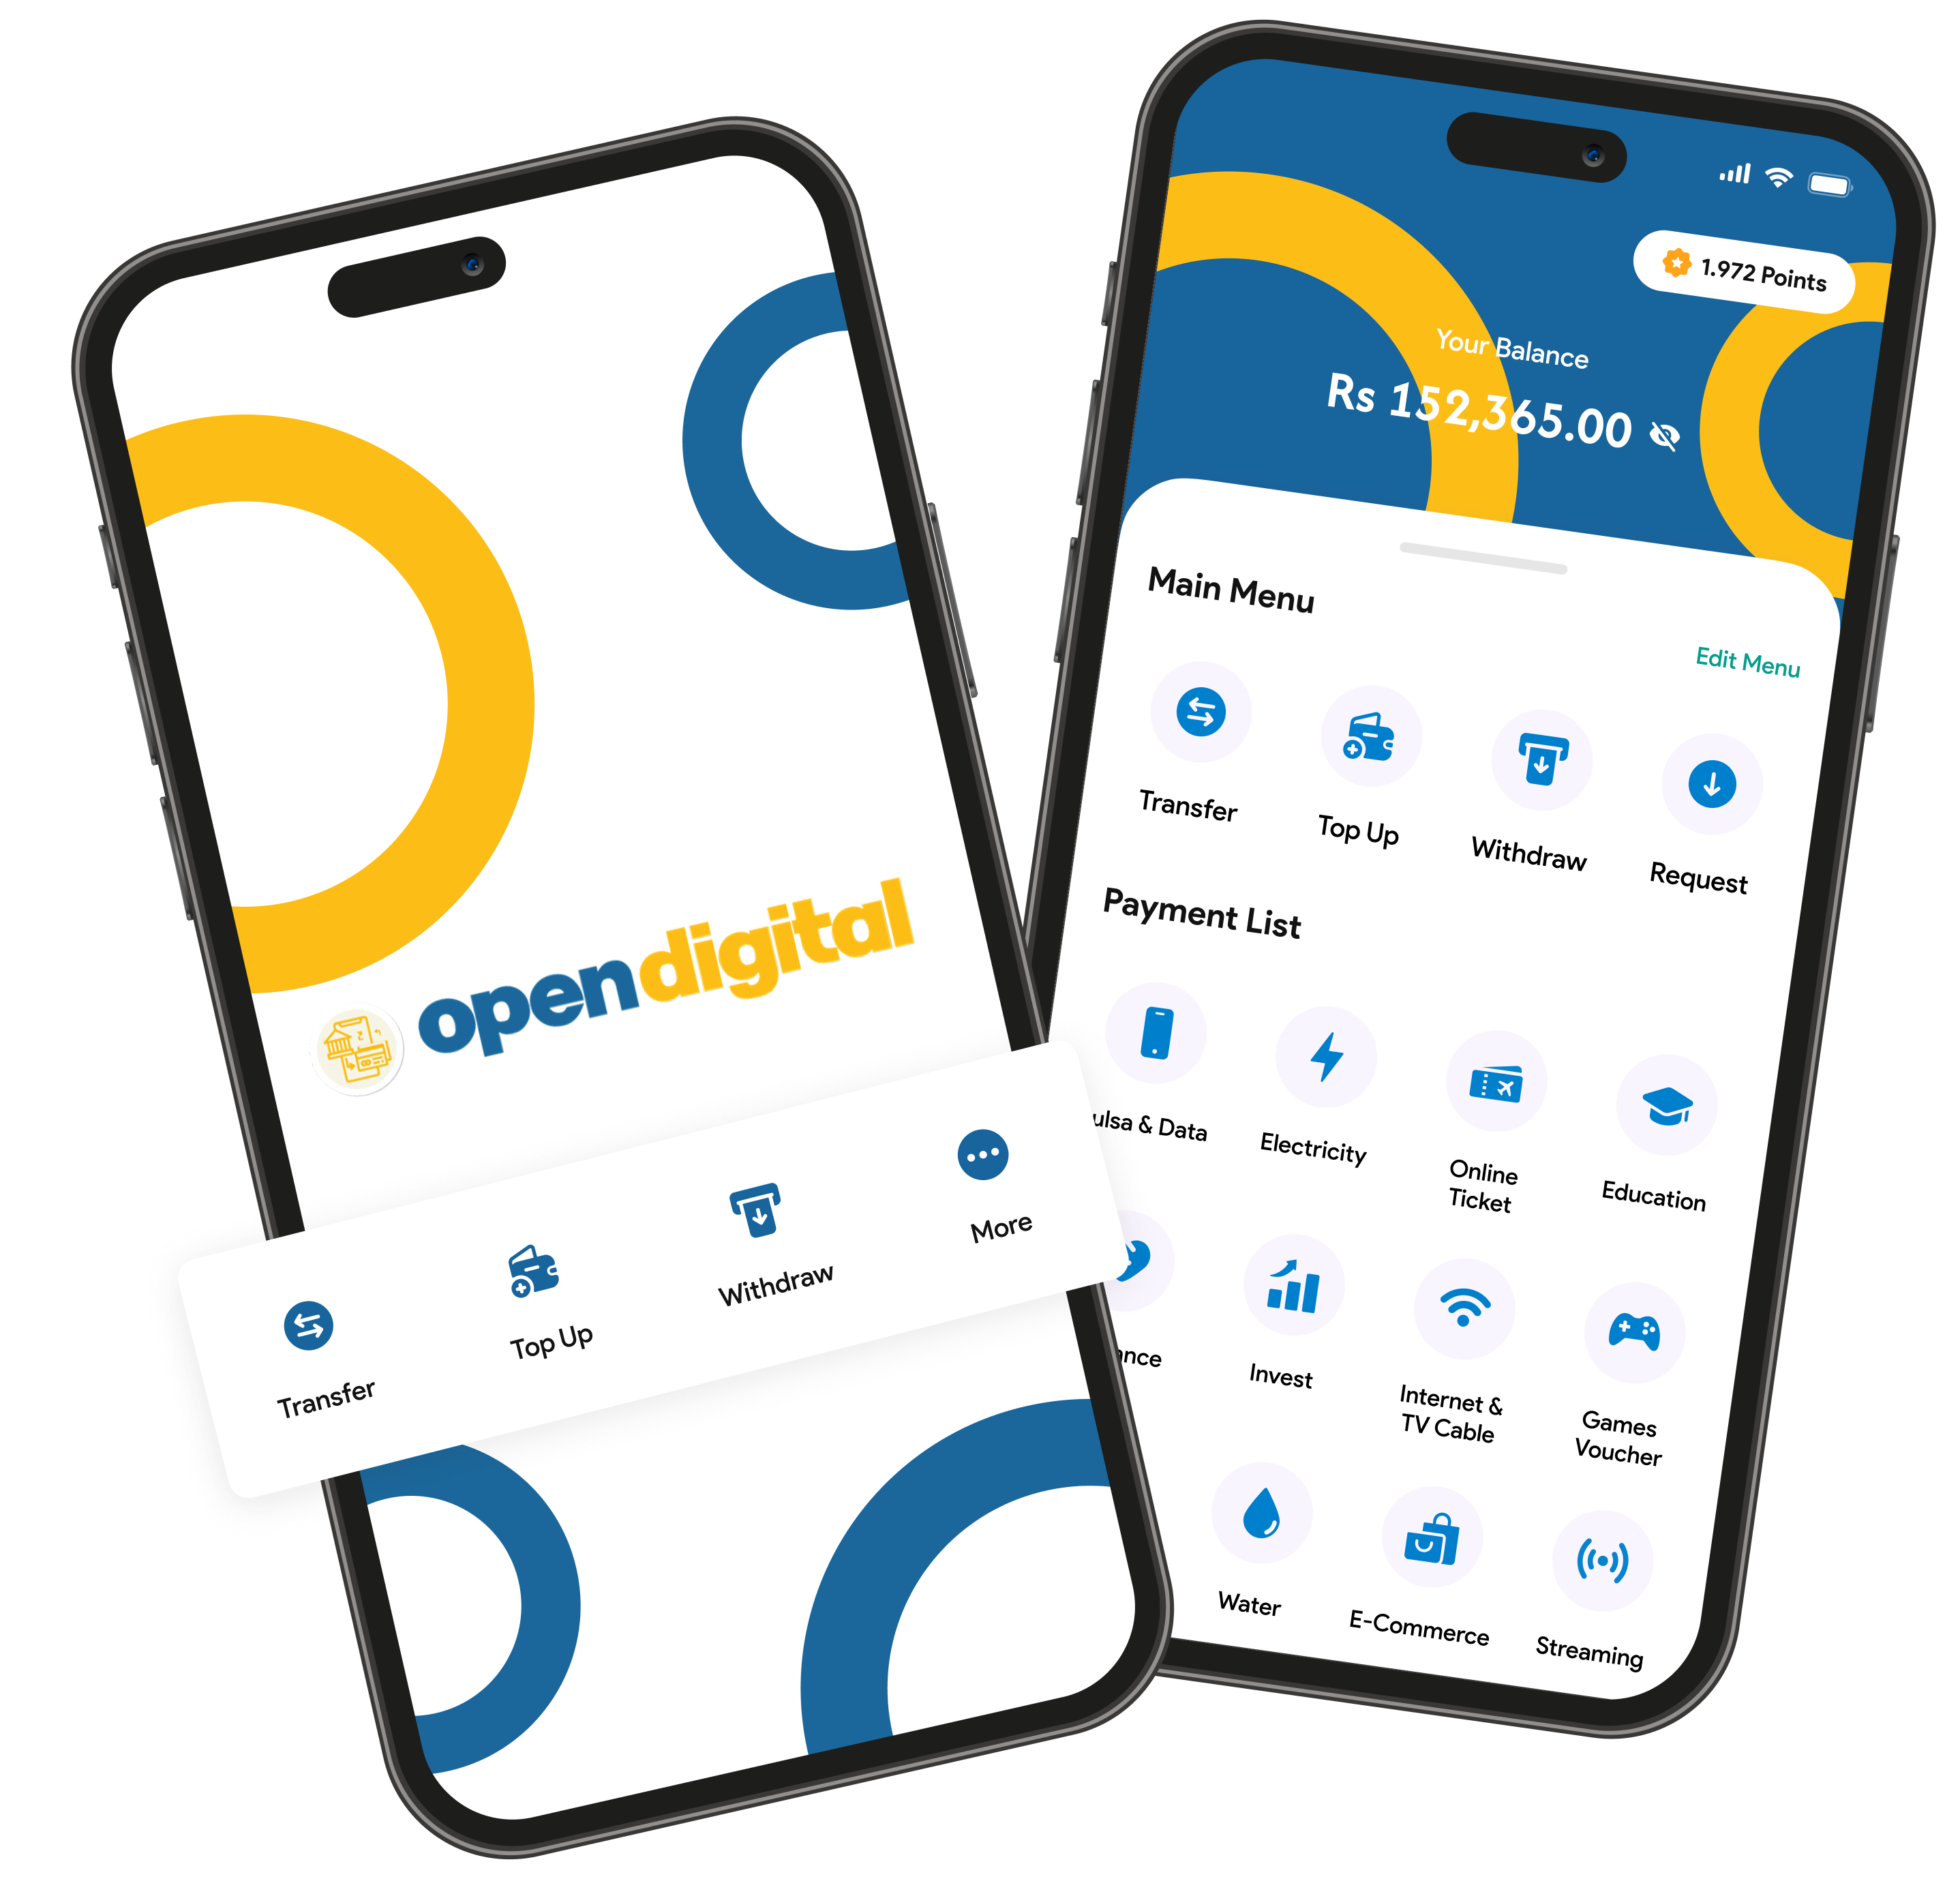 opendigital
Transfer
Top Up
Withdraw
More
1.972 Points
Your Balance
Rs 152,365.00
Main Menu
Edit Menu
Transfer
Top Up
Withdraw
Request
Payment List
ulsa & Data
Electricity
Online
Ticket
Education
nce
Invest
Internet &
TV Cable
Games
Voucher
Water
E-Commerce
Streaming